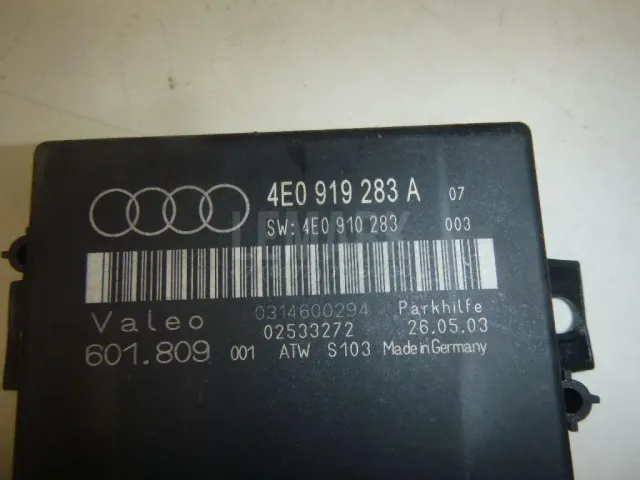 4E0 919 283 A 07
SW: 4E0 910 283 003
LEMARK
0314600294 Parkhilfe
Valeo 02533272 26.05.03
601.809 001 ATW S103 Made in Germany